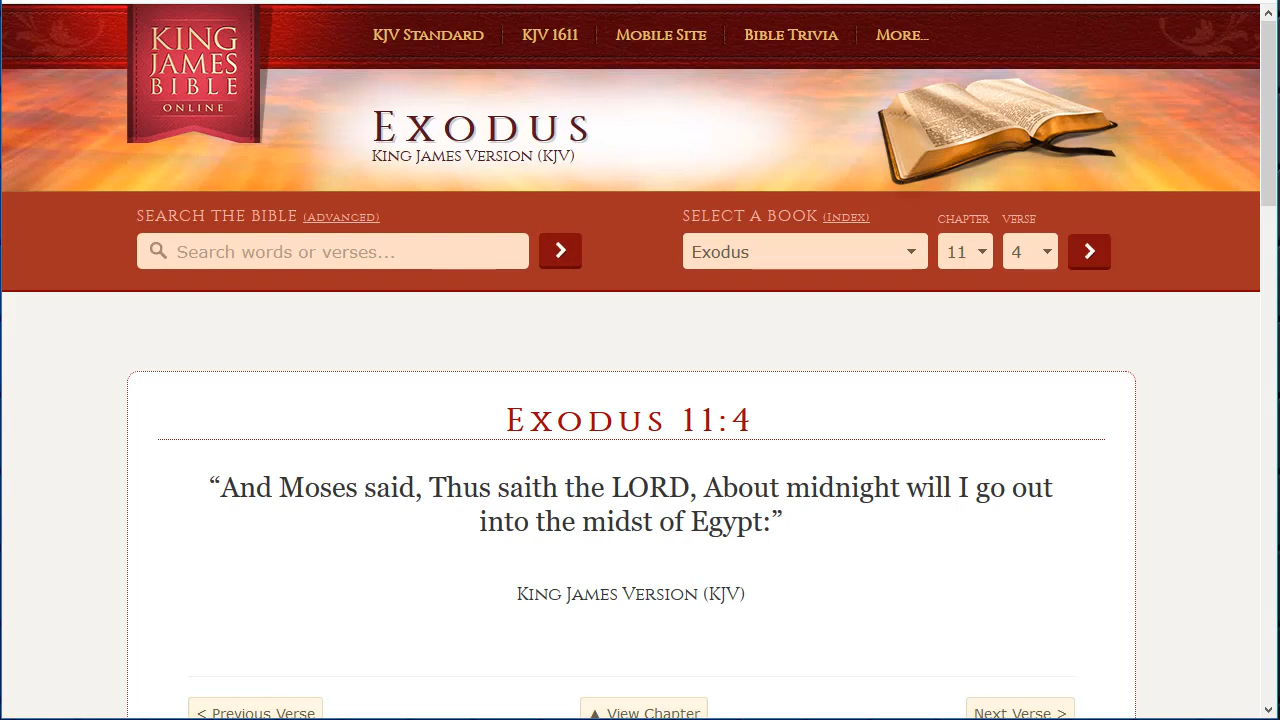 KING
JAMES
BIBLE
ONLINE
KJV Standard
KJV 1611
Mobile Site
Bible Trivia
More...
Exodus
King James Version (KJV)
SEARCH THE BIBLE (Advanced)
Search words or verses...
SELECT A BOOK (Index)
CHAPTER
VERSE
Exodus
11
4
Exodus 11:4
“And Moses said, Thus saith the LORD, About midnight will I go out
into the midst of Egypt:”
King James Version (KJV)
< Previous Verse
▲ View Chapter
Next Verse >